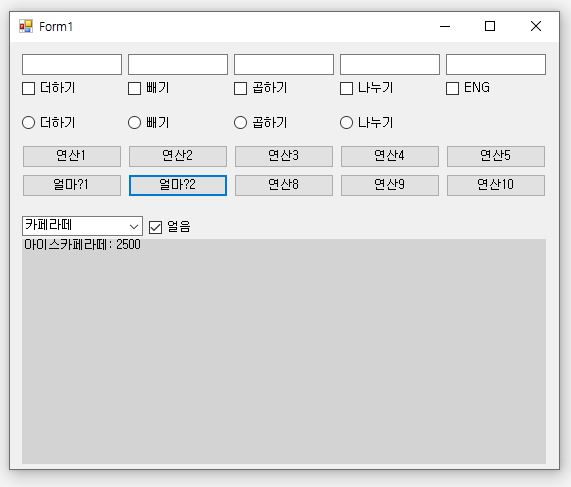 Form1
더하기 빼기 곱하기 나누기 ENG
더하기 빼기 곱하기 나누기
연산1 연산2 연산3 연산4 연산5
얼마?1 얼마?2 연산8 연산9 연산10
카페라떼 얼음
아이스카페라떼: 2500